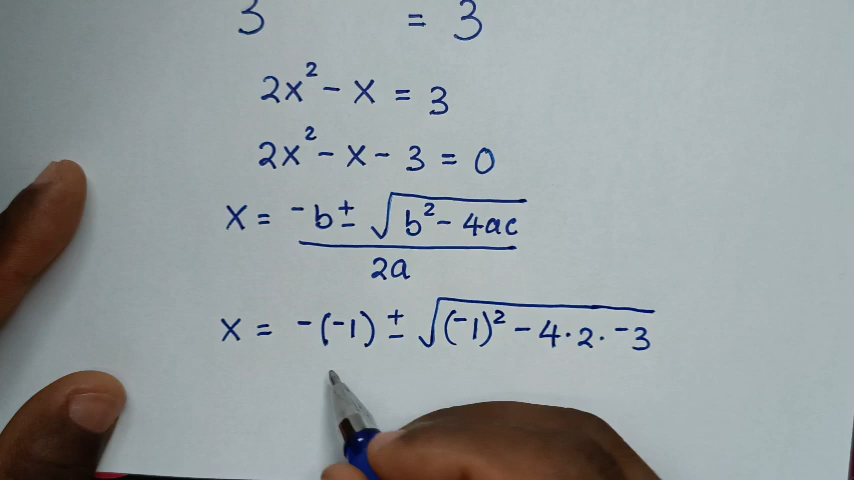 3 = 3
2x² - x = 3
2x² - x - 3 = 0
x = -b ± √(b² - 4ac)
2a
x = -(-1) ± √((-1)² - 4·2·-3)